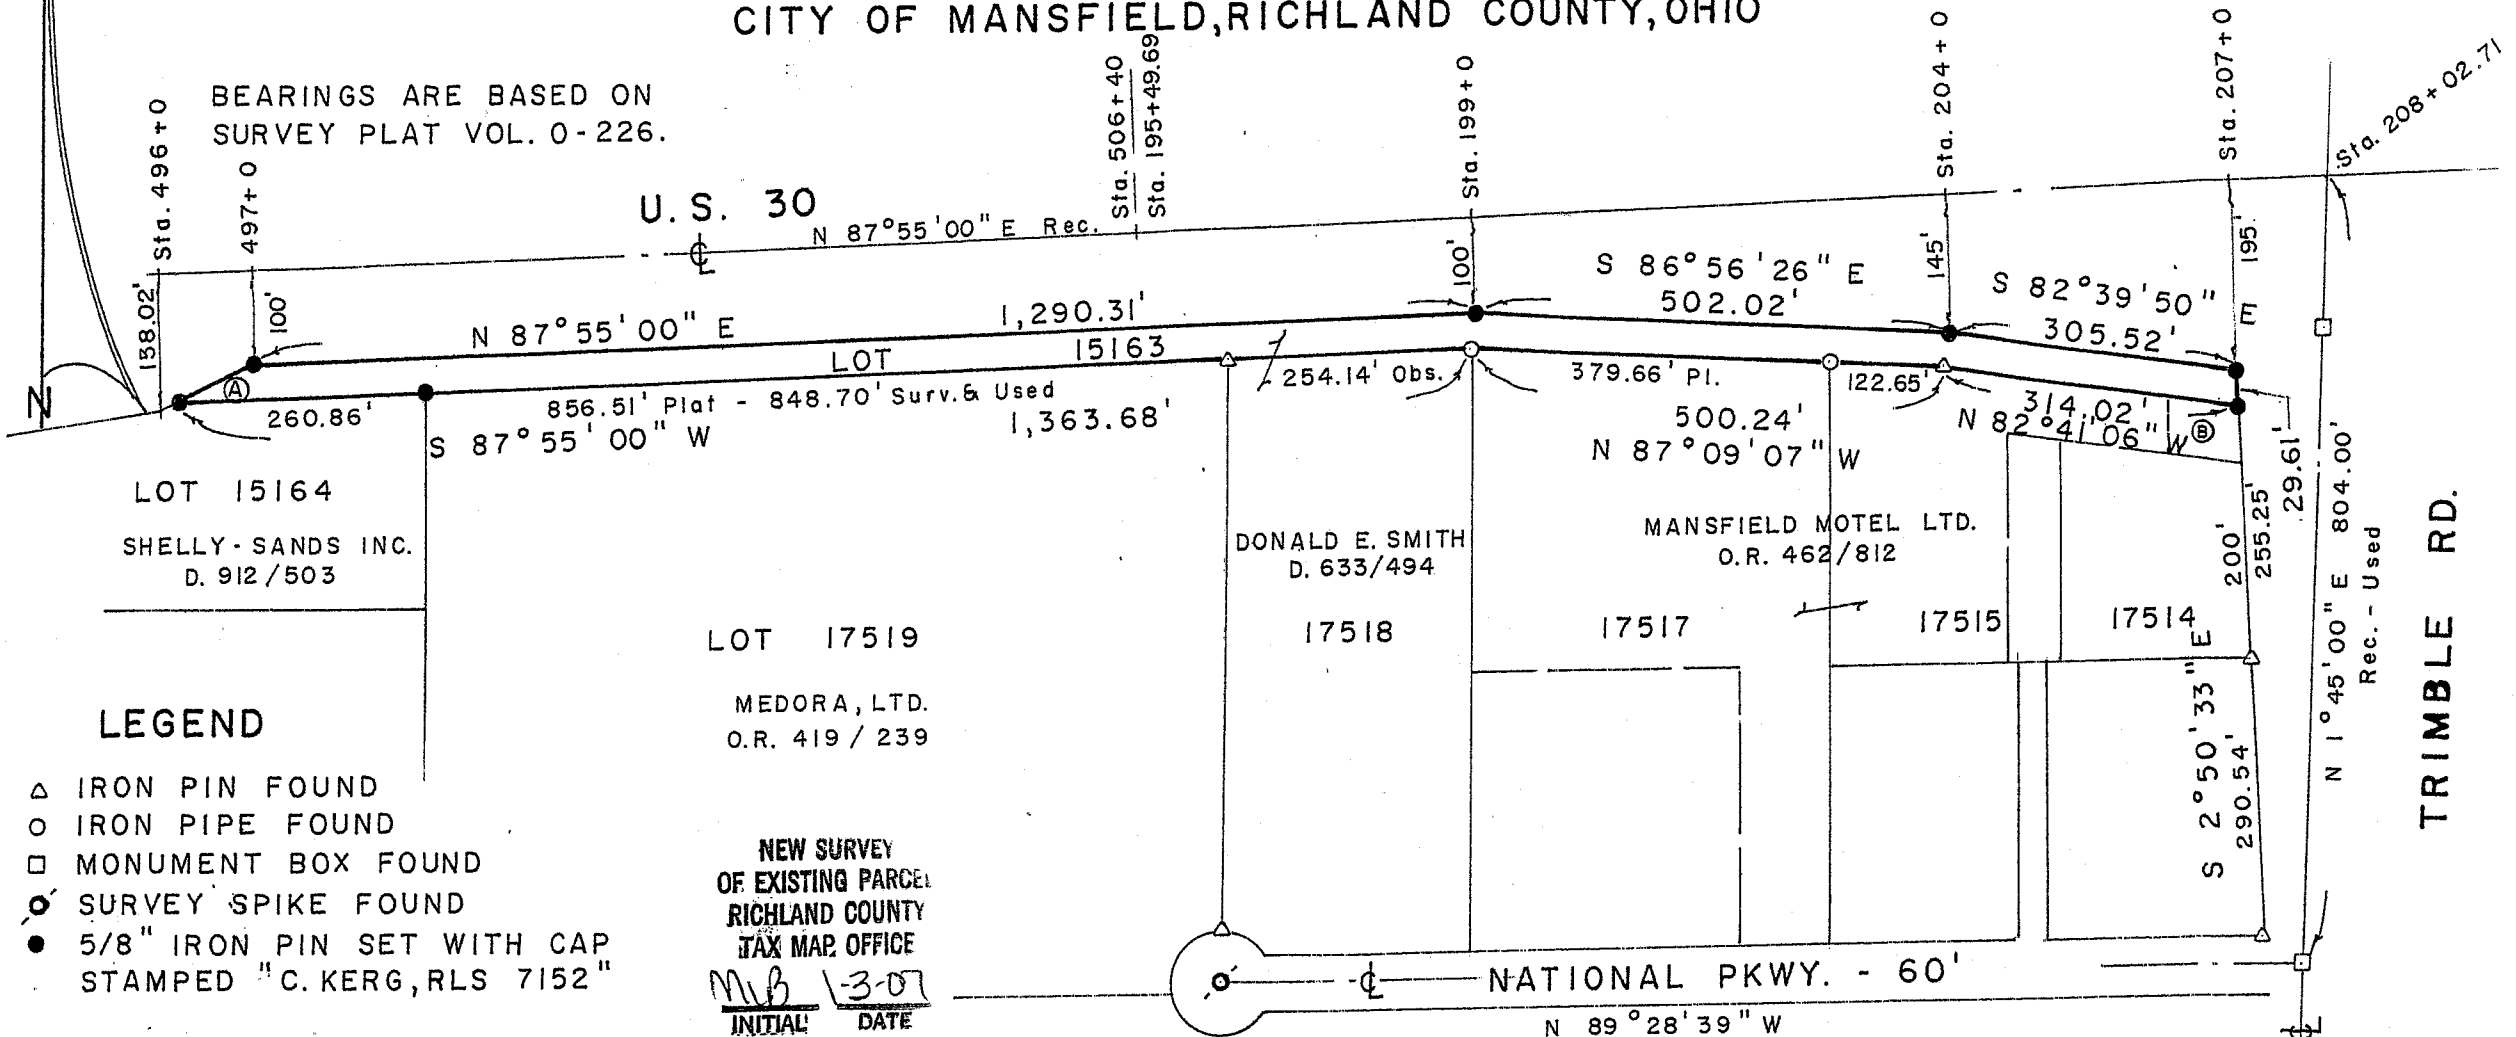 CITY OF MANSFIELD, RICHLAND COUNTY, OHIO
BEARINGS ARE BASED ON
SURVEY PLAT VOL. 0-226.
Sta. 496+0
497+0
Sta. 506+40
Sta. 195+49.69
Sta. 199+0
Sta. 204+0
Sta. 207+0
Sta. 208+02.71
U.S. 30
N 87°55'00" E Rec.
138.02'
100'
100'
145'
195'
N 87°55'00" E
1,290.31'
S 86°56'26" E
502.02'
S 82°39'50" E
305.52'
LOT 15163
A
260.86'
856.51' Plat - 848.70' Surv. & Used
254.14' Obs.
379.66' Pl.
122.65'
314.02'
S 87°55'00" W
1,363.68'
500.24'
N 87°09'07" W
N 82°41'06" W
B
29.61'
LOT 15164
SHELLY-SANDS INC.
D. 912/503
DONALD E. SMITH
D. 633/494
MANSFIELD MOTEL LTD.
O.R. 462/812
200'
255.25'
N 1°45'00" E 804.00'
Rec.-Used
TRIMBLE RD.
LOT 17519
17518
17517
17515
17514
MEDORA, LTD.
O.R. 419 / 239
S 2°50'33" E
290.54'
N
LEGEND
IRON PIN FOUND
IRON PIPE FOUND
MONUMENT BOX FOUND
SURVEY SPIKE FOUND
5/8" IRON PIN SET WITH CAP
STAMPED "C. KERG, RLS 7152"
NEW SURVEY
OF EXISTING PARCEL
RICHLAND COUNTY
TAX MAP OFFICE
MLB 1-3-07
INITIAL DATE
℄ NATIONAL PKWY. - 60'
N 89°28'39" W